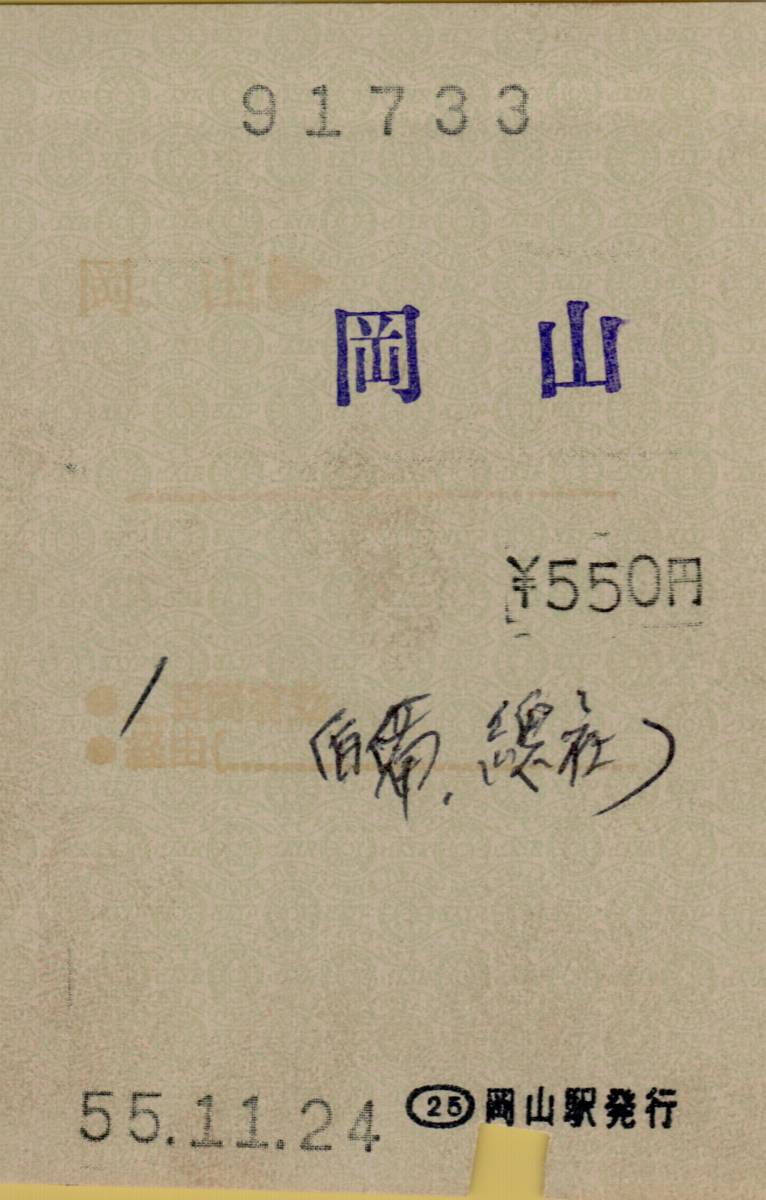 91733
岡 山
岡 山
¥550円
経由(
(伯備、総社)
55.11.24 25 岡山駅発行